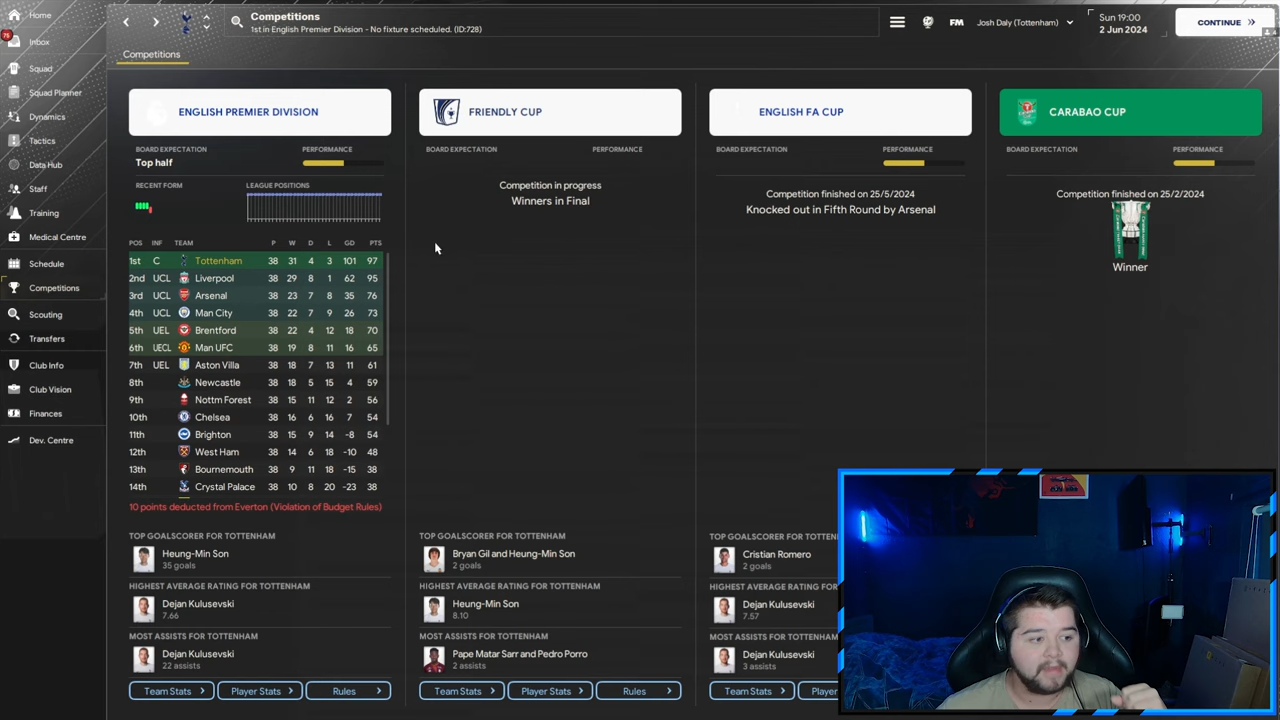 Home
75
Inbox
Squad
Squad Planner
Dynamics
Tactics
Data Hub
Staff
Training
Medical Centre
Schedule
Competitions
Scouting
Transfers
Club Info
Club Vision
Finances
Dev. Centre
Competitions
1st in English Premier Division - No fixture scheduled. (ID:728)
FM
Josh Daly (Tottenham)
Sun 19:00
2 Jun 2024
CONTINUE
4
Competitions
ENGLISH PREMIER DIVISION
BOARD EXPECTATION PERFORMANCE
Top half
RECENT FORM LEAGUE POSITIONS
POS INF TEAM P W D L GD PTS
1st C Tottenham 38 31 4 3 101 97
2nd UCL Liverpool 38 29 8 1 62 95
3rd UCL Arsenal 38 23 7 8 35 76
4th UCL Man City 38 22 7 9 26 73
5th UEL Brentford 38 22 4 12 18 70
6th UECL Man UFC 38 19 8 11 16 65
7th UEL Aston Villa 38 18 7 13 11 61
8th Newcastle 38 18 5 15 4 59
9th Nottm Forest 38 15 11 12 2 56
10th Chelsea 38 16 6 16 7 54
11th Brighton 38 15 9 14 -8 54
12th West Ham 38 14 6 18 -10 48
13th Bournemouth 38 9 11 18 -15 38
14th Crystal Palace 38 10 8 20 -23 38
10 points deducted from Everton (Violation of Budget Rules)
TOP GOALSCORER FOR TOTTENHAM
Heung-Min Son
35 goals
HIGHEST AVERAGE RATING FOR TOTTENHAM
Dejan Kulusevski
7.66
MOST ASSISTS FOR TOTTENHAM
Dejan Kulusevski
22 assists
Team Stats Player Stats Rules
FRIENDLY CUP
BOARD EXPECTATION PERFORMANCE
Competition in progress
Winners in Final
TOP GOALSCORER FOR TOTTENHAM
Bryan Gil and Heung-Min Son
2 goals
HIGHEST AVERAGE RATING FOR TOTTENHAM
Heung-Min Son
8.10
MOST ASSISTS FOR TOTTENHAM
Pape Matar Sarr and Pedro Porro
2 assists
Team Stats Player Stats Rules
ENGLISH FA CUP
BOARD EXPECTATION PERFORMANCE
Competition finished on 25/5/2024
Knocked out in Fifth Round by Arsenal
TOP GOALSCORER FOR TOTTENHAM
Cristian Romero
2 goals
HIGHEST AVERAGE RATING FOR
Dejan Kulusevski
7.57
MOST ASSISTS FOR TOTTENHAM
Dejan Kulusevski
3 assists
Team Stats Player
CARABAO CUP
BOARD EXPECTATION PERFORMANCE
Competition finished on 25/2/2024
Winner